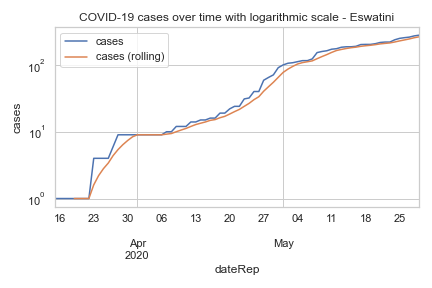 COVID-19 cases over time with logarithmic scale - Eswatini
cases
cases (rolling)
cases
10²
10¹
10⁰
16 23 30 06 13 20 27 04 11 18 25
Apr May
2020
dateRep